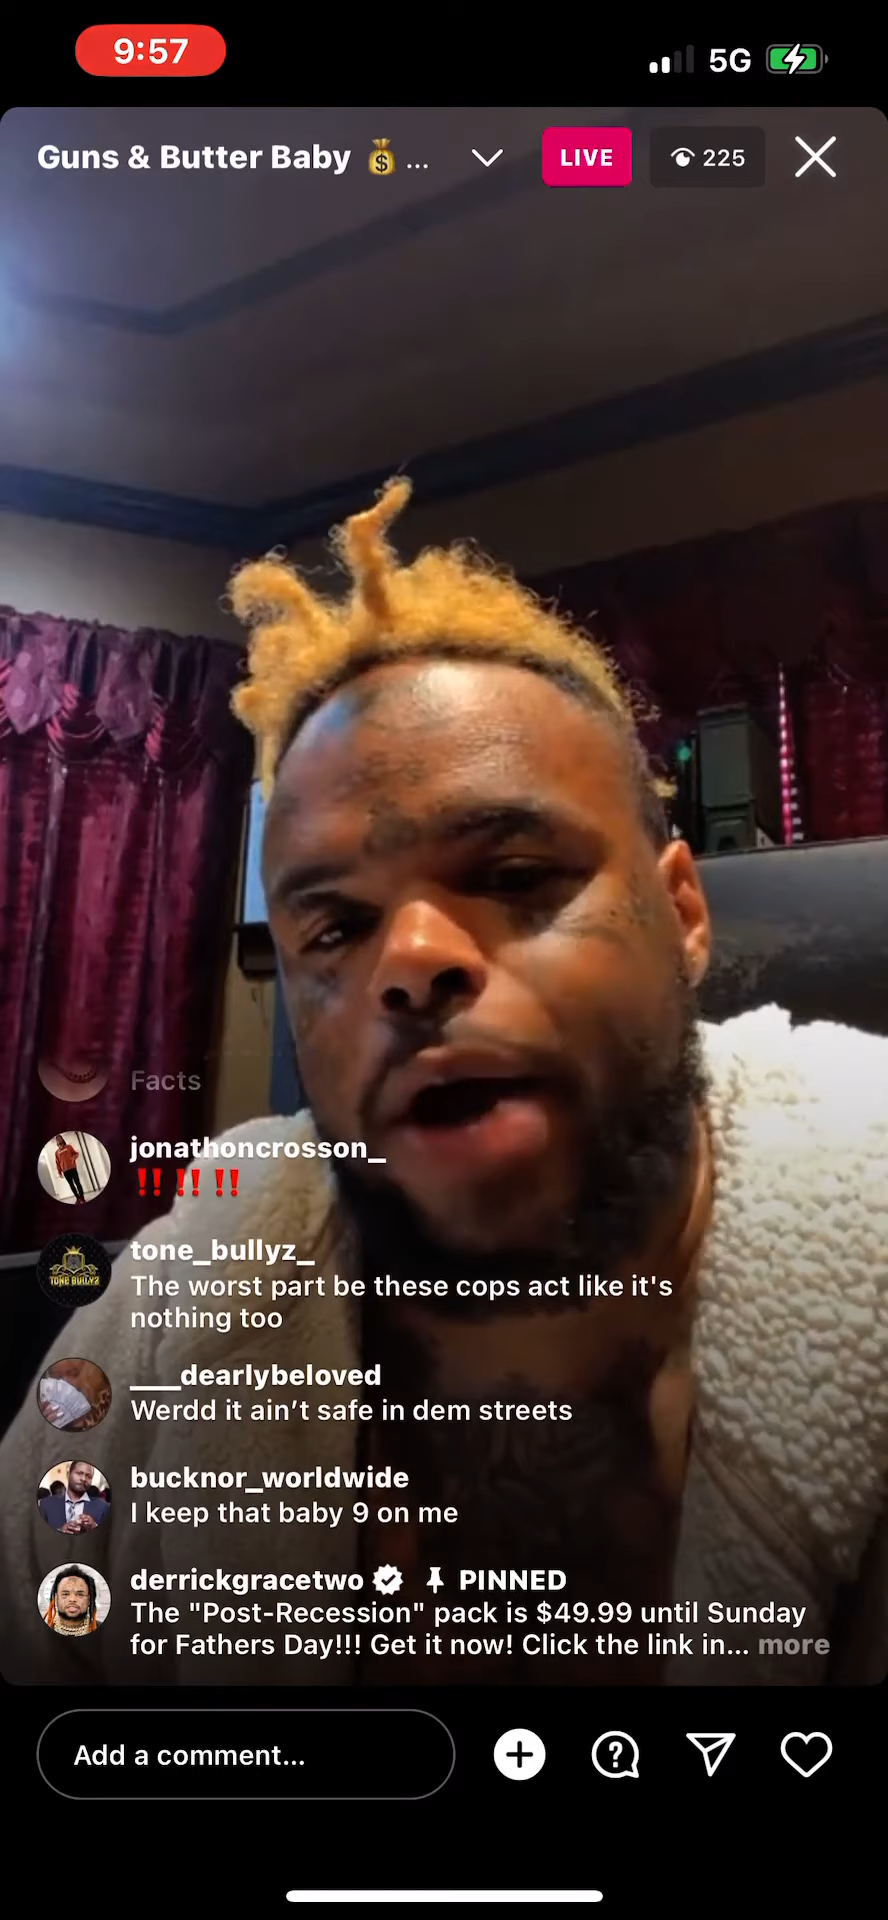 9:57
5G
Guns & Butter Baby 💰 ...
LIVE
225
Facts
jonathoncrosson_
‼️ ‼️ ‼️
tone_bullyz_
TONE BULLYZ
The worst part be these cops act like it's
nothing too
___dearlybeloved
Werdd it ain’t safe in dem streets
bucknor_worldwide
I keep that baby 9 on me
derrickgracetwo PINNED
The "Post-Recession" pack is $49.99 until Sunday
for Fathers Day!!! Get it now! Click the link in... more
Add a comment...